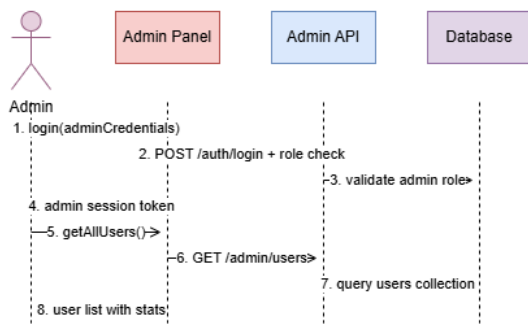 Admin Panel
Admin API
Database
Admin
1. login(adminCredentials)
2. POST /auth/login + role check
3. validate admin role
4. admin session token
5. getAllUsers()
6. GET /admin/users
7. query users collection
8. user list with stats